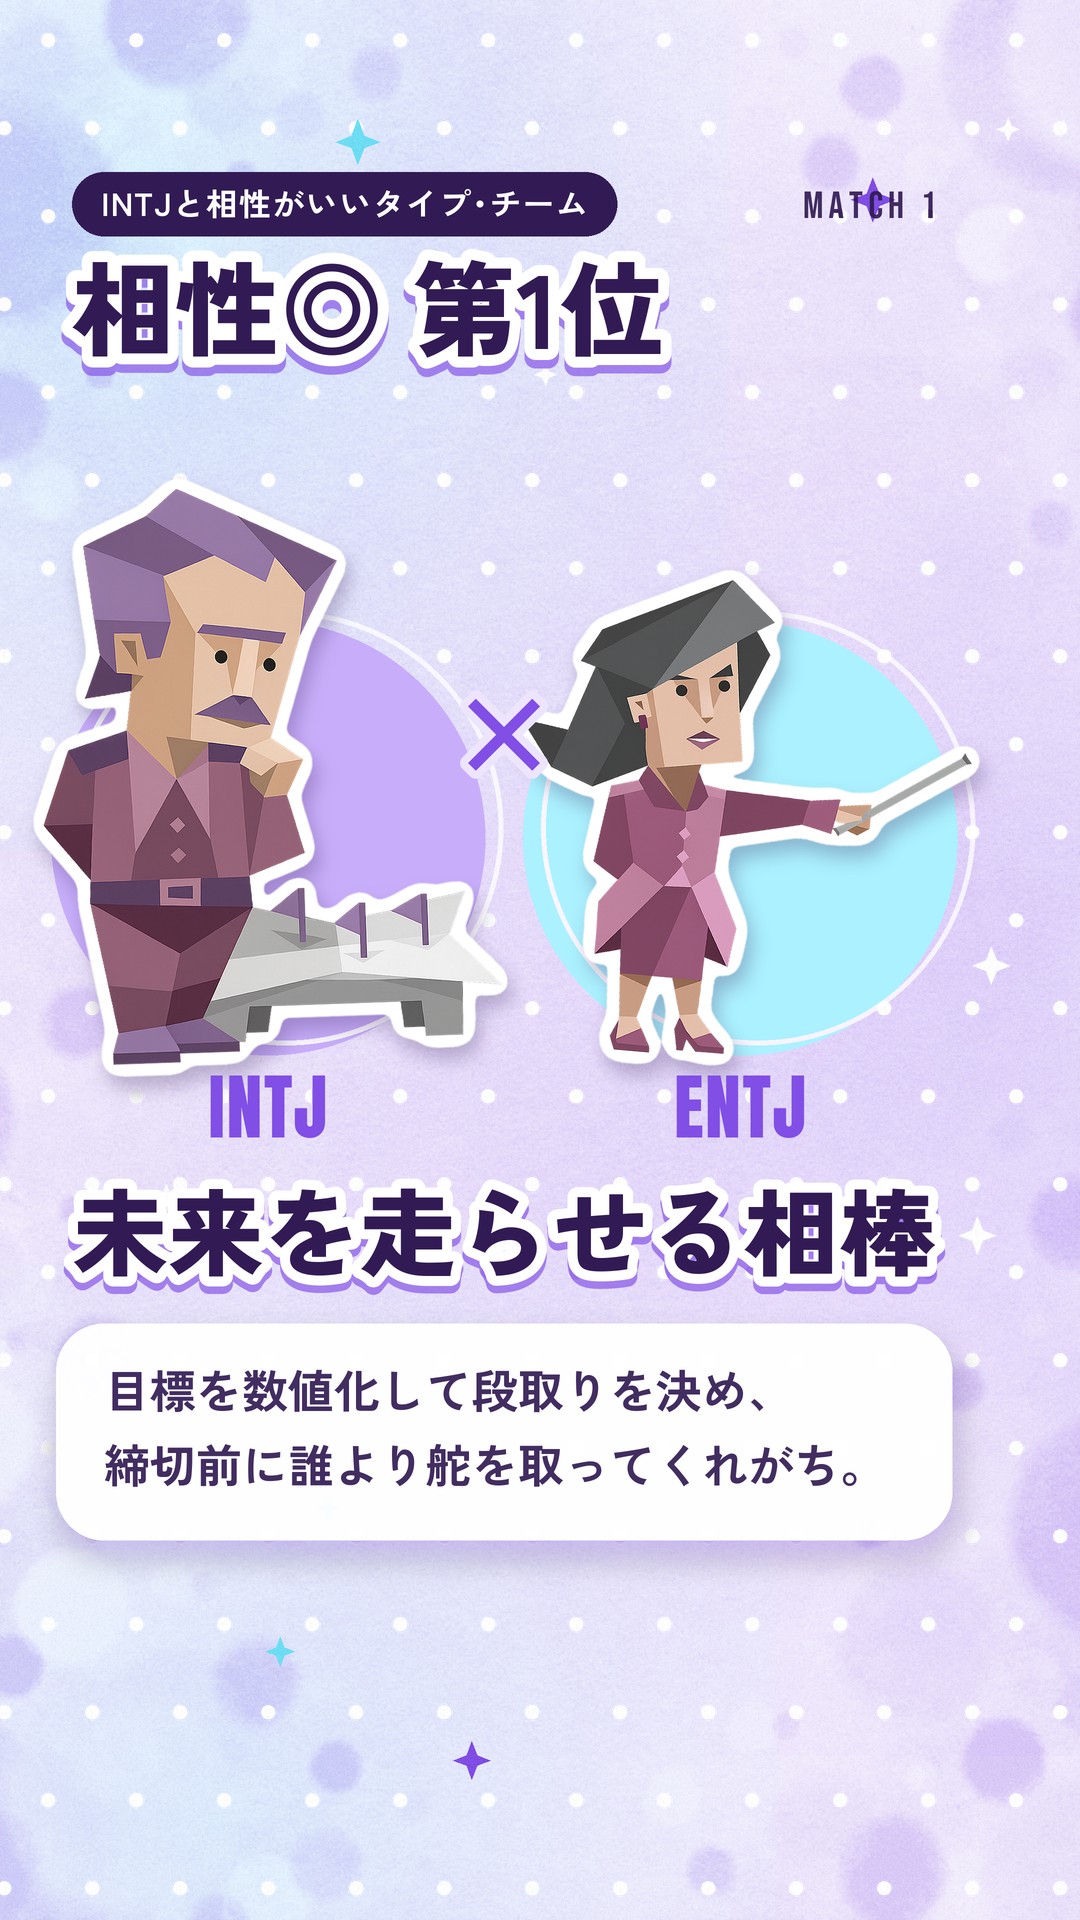 INTJと相性がいいタイプ・チーム
MATCH 1
相性◎ 第1位
×
INTJ
ENTJ
未来を走らせる相棒
目標を数値化して段取りを決め、
締切前に誰より舵を取ってくれがち。